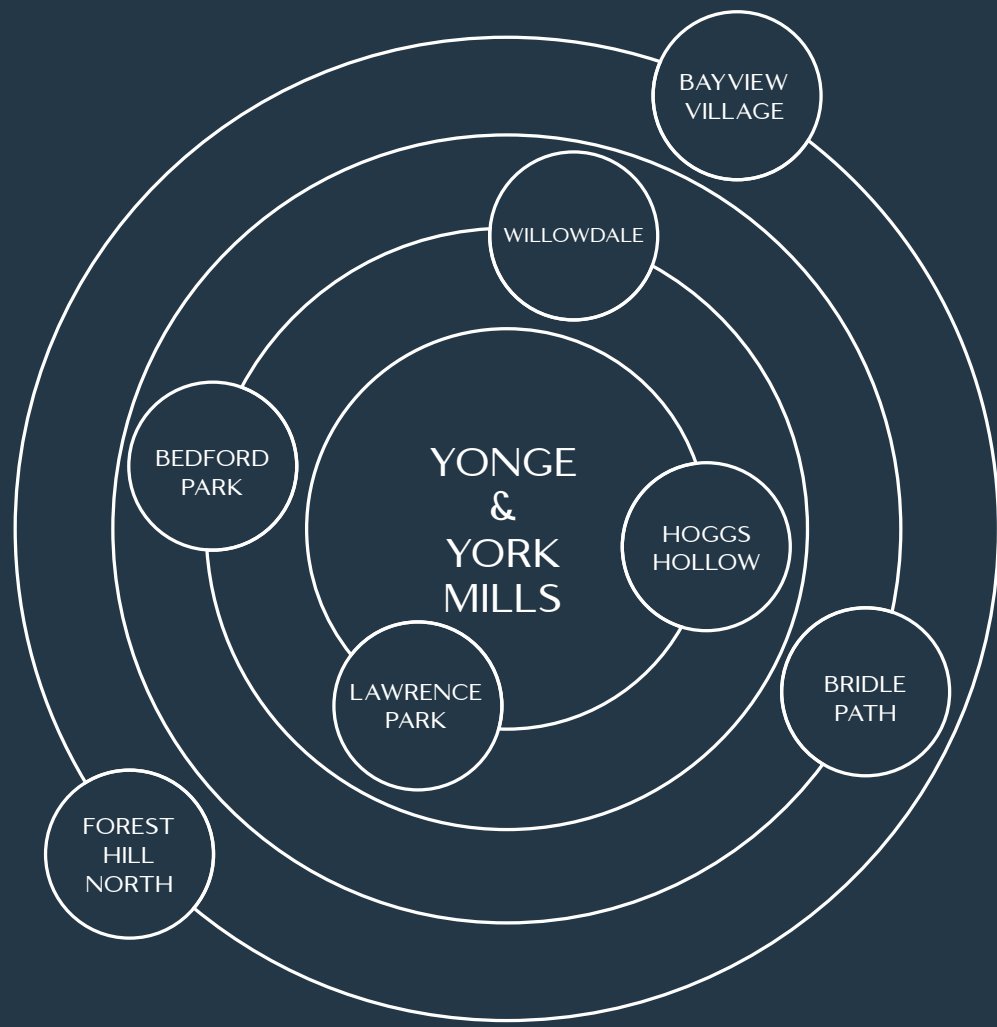 BAYVIEW
VILLAGE
WILLOWDALE
BEDFORD
PARK
YONGE
&
YORK
MILLS
HOGGS
HOLLOW
LAWRENCE
PARK
BRIDLE
PATH
FOREST
HILL
NORTH